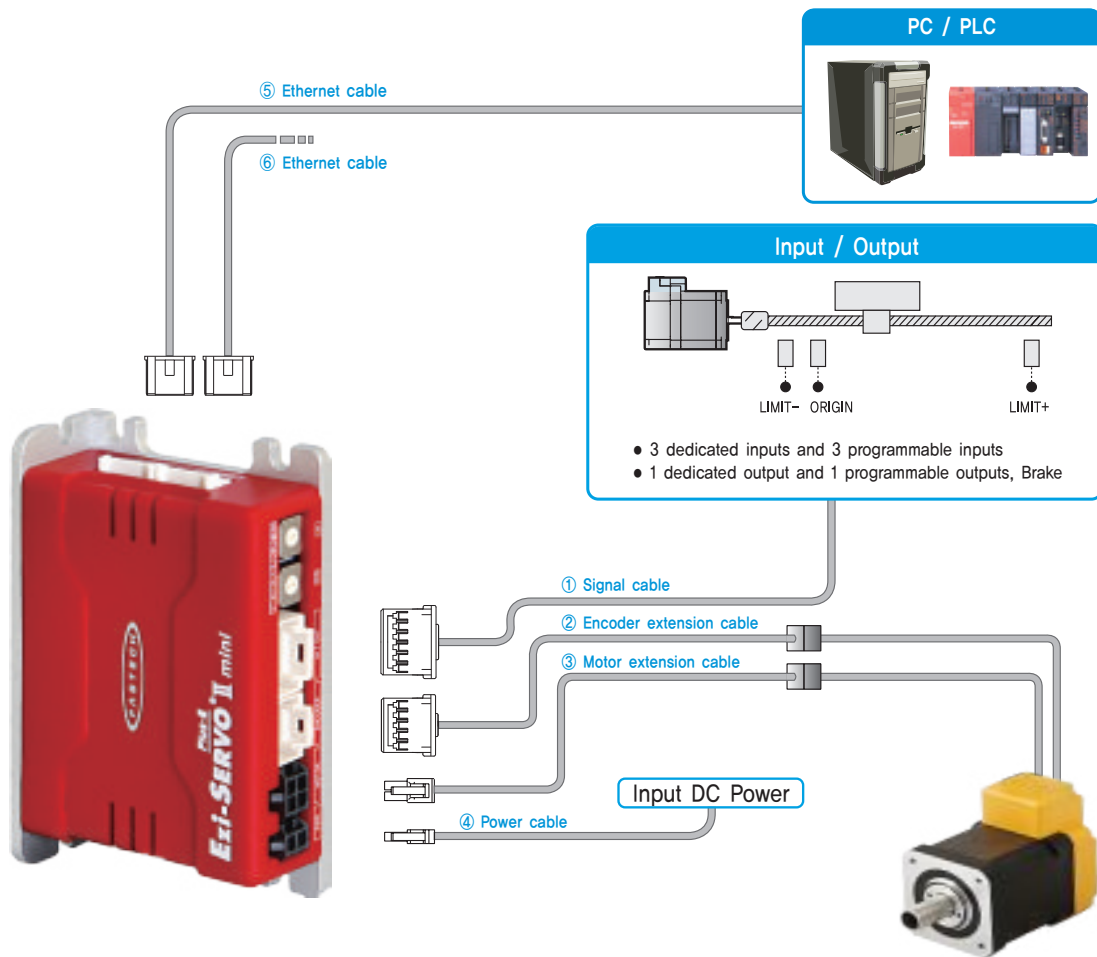 PC / PLC
⑤ Ethernet cable
⑥ Ethernet cable
Input / Output
LIMIT- ORIGIN LIMIT+
● 3 dedicated inputs and 3 programmable inputs
● 1 dedicated output and 1 programmable outputs, Brake
① Signal cable
② Encoder extension cable
③ Motor extension cable
Input DC Power
④ Power cable
FASTECH
Plus-E
Ezi-SERVO II mini